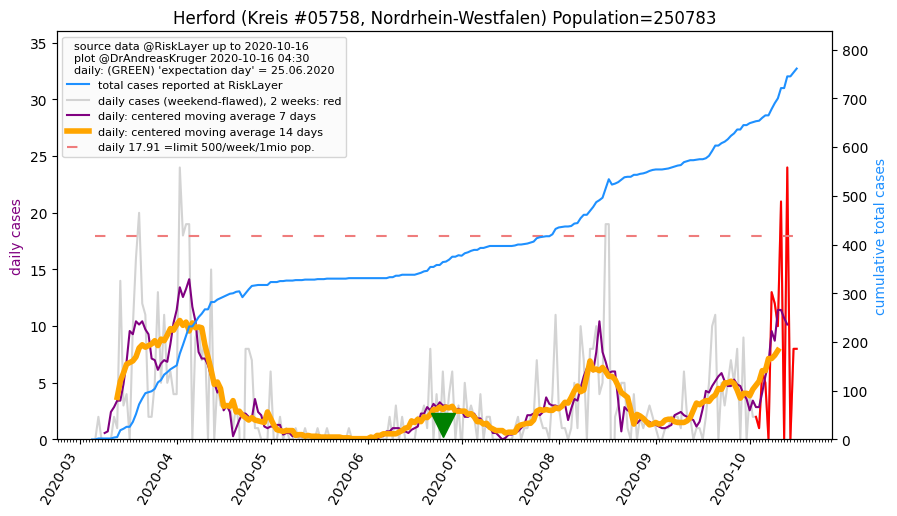 Herford (Kreis #05758, Nordrhein-Westfalen) Population=250783
source data @RiskLayer up to 2020-10-16
plot @DrAndreasKruger 2020-10-16 04:30
daily: (GREEN) 'expectation day' = 25.06.2020
total cases reported at RiskLayer
daily cases (weekend-flawed), 2 weeks: red
daily: centered moving average 7 days
daily: centered moving average 14 days
daily 17.91 =limit 500/week/1mio pop.
daily cases
35
30
25
20
15
10
5
0
cumulative total cases
800
700
600
500
400
300
200
100
0
2020-03
2020-04
2020-05
2020-06
2020-07
2020-08
2020-09
2020-10